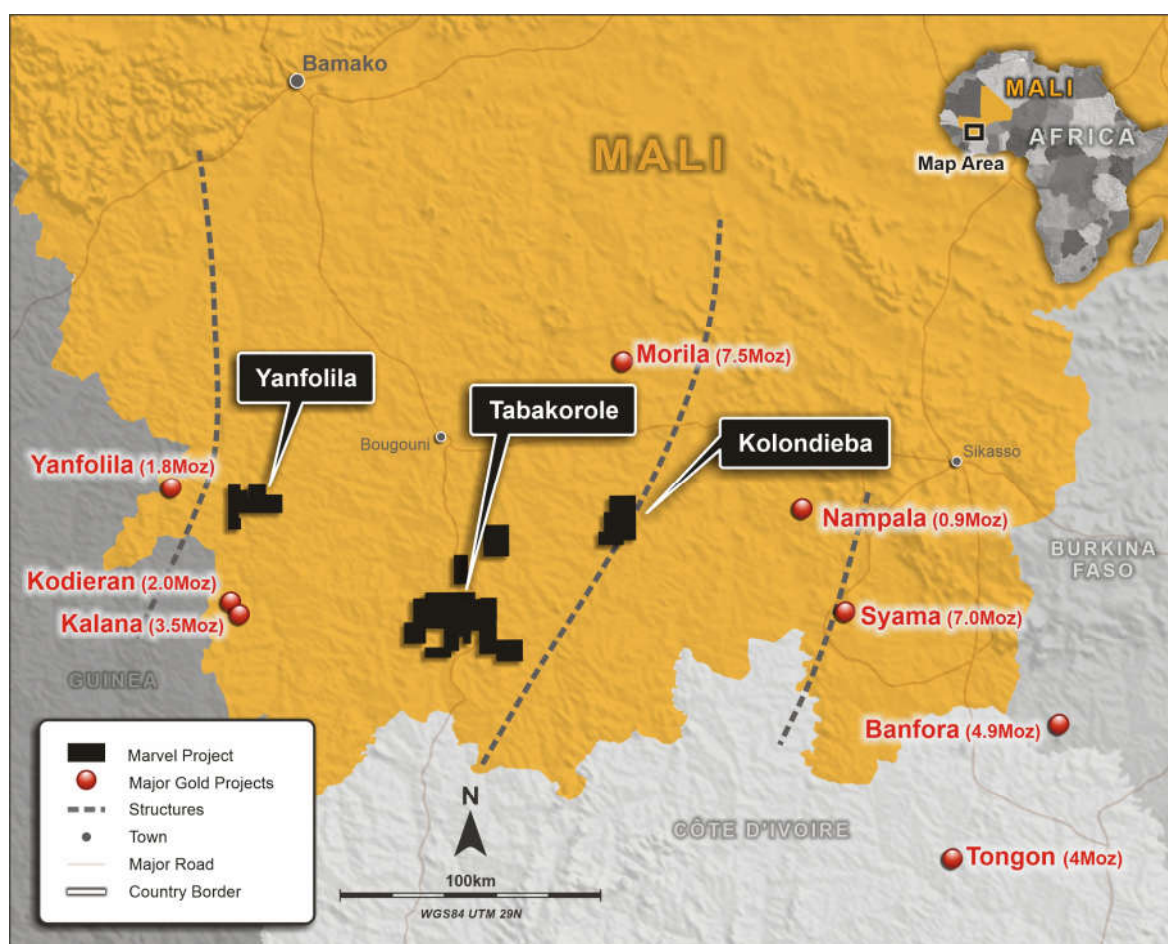 Bamako
MALI
AFRICA
Map Area
MALI
Morila (7.5Moz)
Yanfolila
Tabakorole
Kolondieba
Bougouni
Sikasso
Yanfolila (1.8Moz)
Nampala (0.9Moz)
BURKINA
FASO
Kodieran (2.0Moz)
Kalana (3.5Moz)
Syama (7.0Moz)
GUINEA
Banfora (4.9Moz)
CÔTE D'IVOIRE
Tongon (4Moz)
Marvel Project
Major Gold Projects
Structures
Town
Major Road
Country Border
N
100km
WGS84 UTM 29N